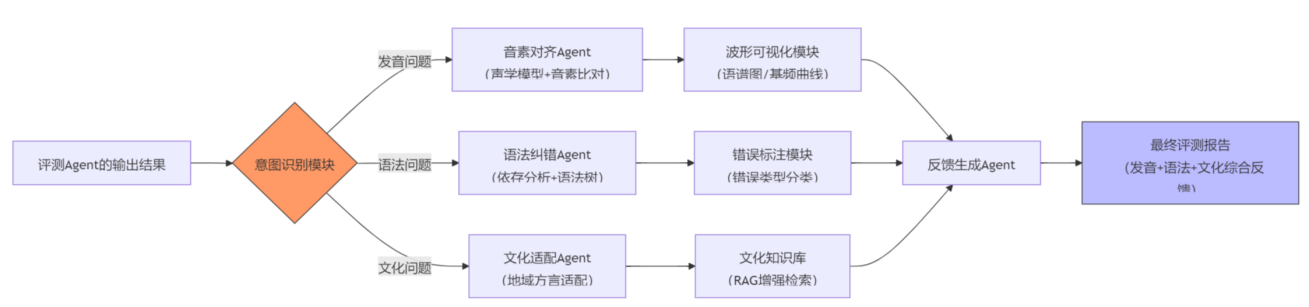 评测Agent的输出结果
意图识别模块
发音问题
音素对齐Agent
(声学模型+音素比对)
波形可视化模块
(语谱图/基频曲线)
语法问题
语法纠错Agent
(依存分析+语法树)
错误标注模块
(错误类型分类)
文化问题
文化适配Agent
(地域方言适配)
文化知识库
(RAG增强检索)
反馈生成Agent
最终评测报告
(发音+语法+文化综合反
馈)